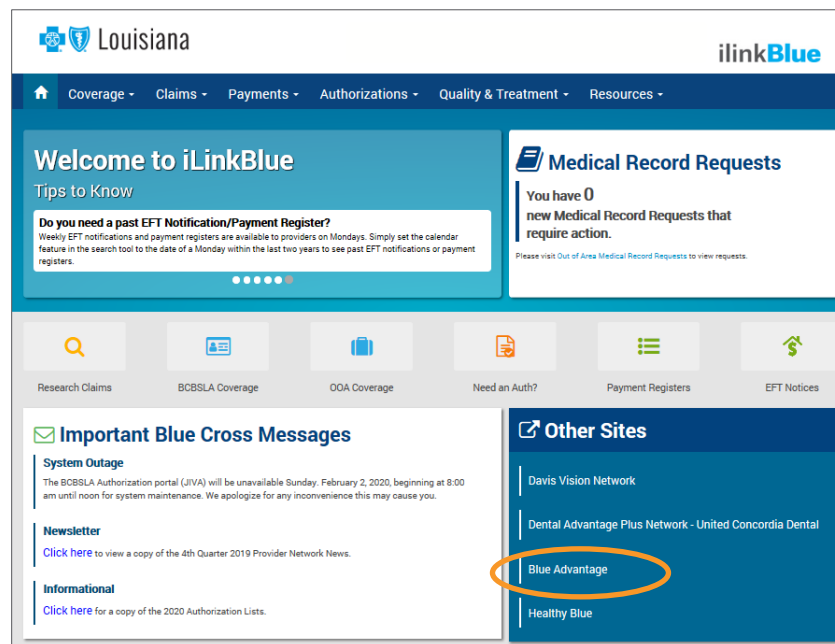 Louisiana
ilinkBlue
Coverage
Claims
Payments
Authorizations
Quality & Treatment
Resources
Welcome to iLinkBlue
Tips to Know
Do you need a past EFT Notification/Payment Register?
Weekly EFT notifications and payment registers are available to providers on Mondays. Simply set the calendar
feature in the search tool to the date of a Monday within the last two years to see past EFT notifications or payment
registers.
Medical Record Requests
You have 0
new Medical Record Requests that
require action.
Please visit Out of Area Medical Record Requests to view requests.
Research Claims
BCBSLA Coverage
OOA Coverage
Need an Auth?
Payment Registers
EFT Notices
Important Blue Cross Messages
System Outage
The BCBSLA Authorization portal (JIVA) will be unavailable Sunday. February 2, 2020, beginning at 8:00
am until noon for system maintenance. We apologize for any inconvenience this may cause you.
Newsletter
Click here to view a copy of the 4th Quarter 2019 Provider Network News.
Informational
Click here for a copy of the 2020 Authorization Lists.
Other Sites
Davis Vision Network
Dental Advantage Plus Network - United Concordia Dental
Blue Advantage
Healthy Blue